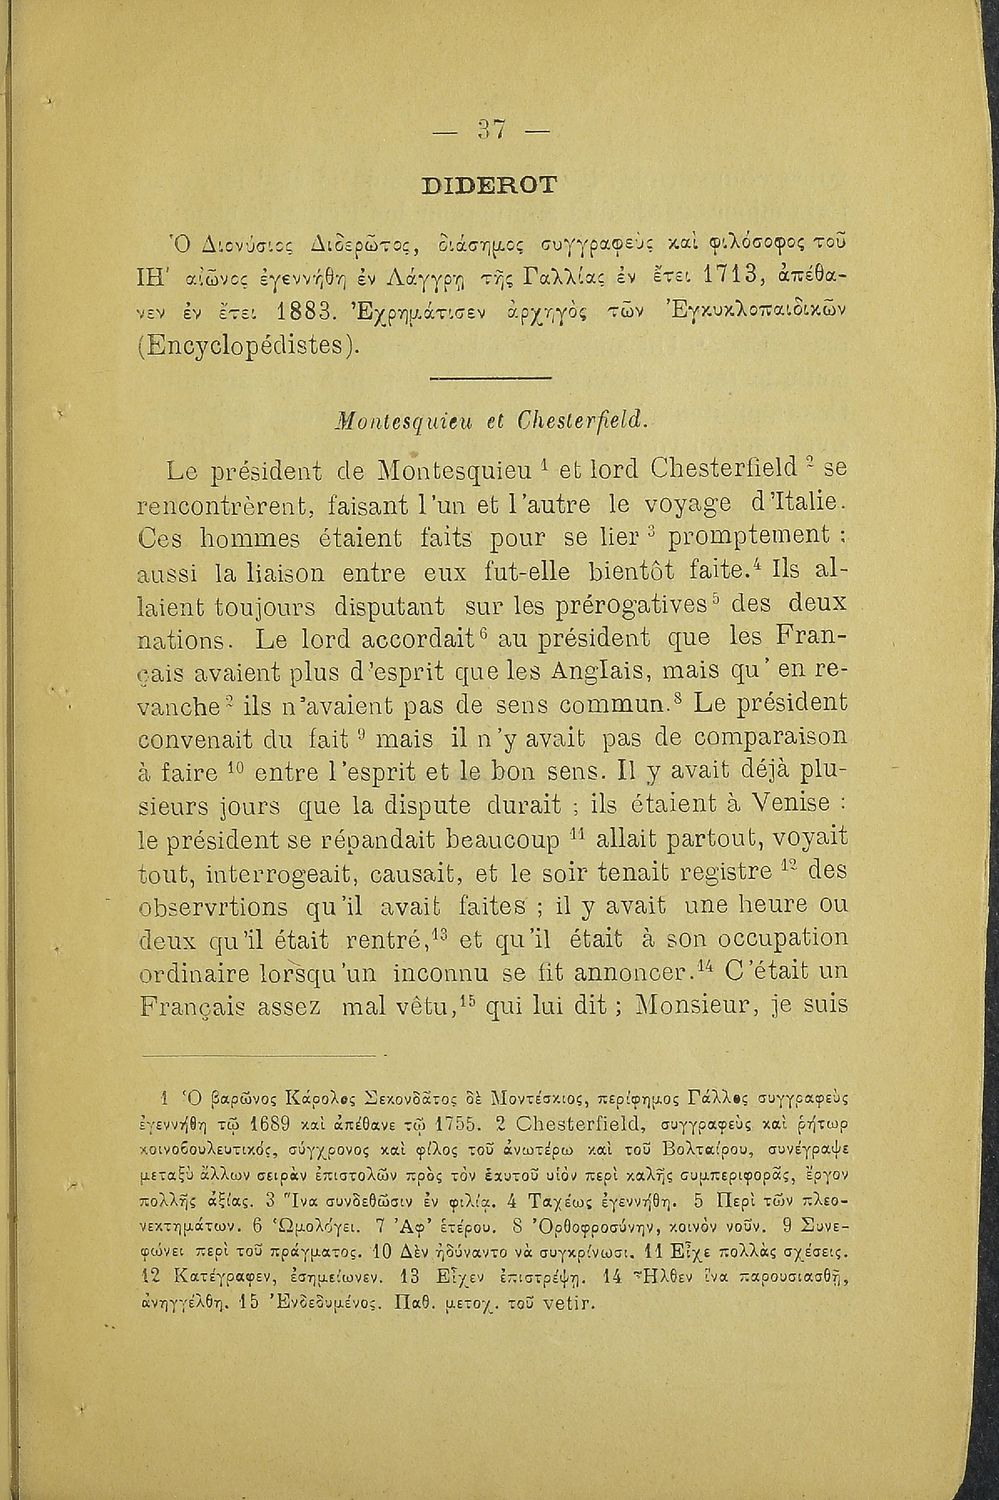 — 37 —
DIDEROT
Ὁ Διονύσιος Διδερῶτος, διάσημος συγγραφεὺς καὶ φιλόσοφος τοῦ
ΙΗ' αἰῶνος ἐγεννήθη ἐν Λάγγρῃ τῆς Γαλλίας ἐν ἔτει 1713, ἀπέθα-
νεν ἐν ἔτει 1883. Ἐχρημάτισεν ἀρχηγὸς τῶν Ἐγκυκλοπαιδικῶν
(Encyclopédistes).
Montesquieu et Chesterfield.
Le président de Montesquieu ¹ et lord Chesterfield ² se
rencontrèrent, faisant l'un et l'autre le voyage d'Italie.
Ces hommes étaient faits pour se lier ³ promptement ;
aussi la liaison entre eux fut-elle bientôt faite.⁴ Ils al-
laient toujours disputant sur les prérogatives⁵ des deux
nations. Le lord accordait⁶ au président que les Fran-
çais avaient plus d'esprit que les Anglais, mais qu' en re-
vanche² ils n'avaient pas de sens commun.⁸ Le président
convenait du fait ⁹ mais il n'y avait pas de comparaison
à faire ¹⁰ entre l'esprit et le bon sens. Il y avait déjà plu-
sieurs jours que la dispute durait ; ils étaient à Venise :
le président se répandait beaucoup ¹¹ allait partout, voyait
tout, interrogeait, causait, et le soir tenait registre ¹² des
observrtions qu'il avait faites ; il y avait une heure ou
deux qu'il était rentré,¹³ et qu'il était à son occupation
ordinaire lorsqu'un inconnu se fit annoncer.¹⁴ C'était un
Français assez mal vêtu,¹⁵ qui lui dit ; Monsieur, je suis
1 Ὁ βαρῶνος Κάρολος Σεκονδᾶτος δὲ Μοντέσκιος, περίφημος Γάλλος συγγραφεὺς
ἐγεννήθη τῷ 1689 καὶ ἀπέθανε τῷ 1755. 2 Chesterfield, συγγραφεὺς καὶ ῥήτωρ
κοινοβουλευτικός, σύγχρονος καὶ φίλος τοῦ ἀνωτέρω καὶ τοῦ Βολταίρου, συνέγραψε
μεταξὺ ἄλλων σειρὰν ἐπιστολῶν πρὸς τὸν ἑαυτοῦ υἱὸν περὶ καλῆς συμπεριφορᾶς, ἔργον
πολλῆς ἀξίας. 3 Ἵνα συνδεθῶσιν ἐν φιλίᾳ. 4 Ταχέως ἐγεννήθη. 5 Περὶ τῶν πλεο-
νεκτημάτων. 6 Ὡμολόγει. 7 Ἀφ' ἑτέρου. 8 Ὀρθοφροσύνην, κοινὸν νοῦν. 9 Συνε-
φώνει περὶ τοῦ πράγματος. 10 Δὲν ἠδύναντο νὰ συγκρίνωσι. 11 Εἶχε πολλὰς σχέσεις.
12 Κατέγραφεν, ἐσημείωνεν. 13 Εἶχεν ἐπιστρέψῃ. 14 Ἦλθεν ἵνα παρουσιασθῇ,
ἀνηγγέλθη. 15 Ἐνδεδυμένος. Παθ. μετοχ. τοῦ vetir.